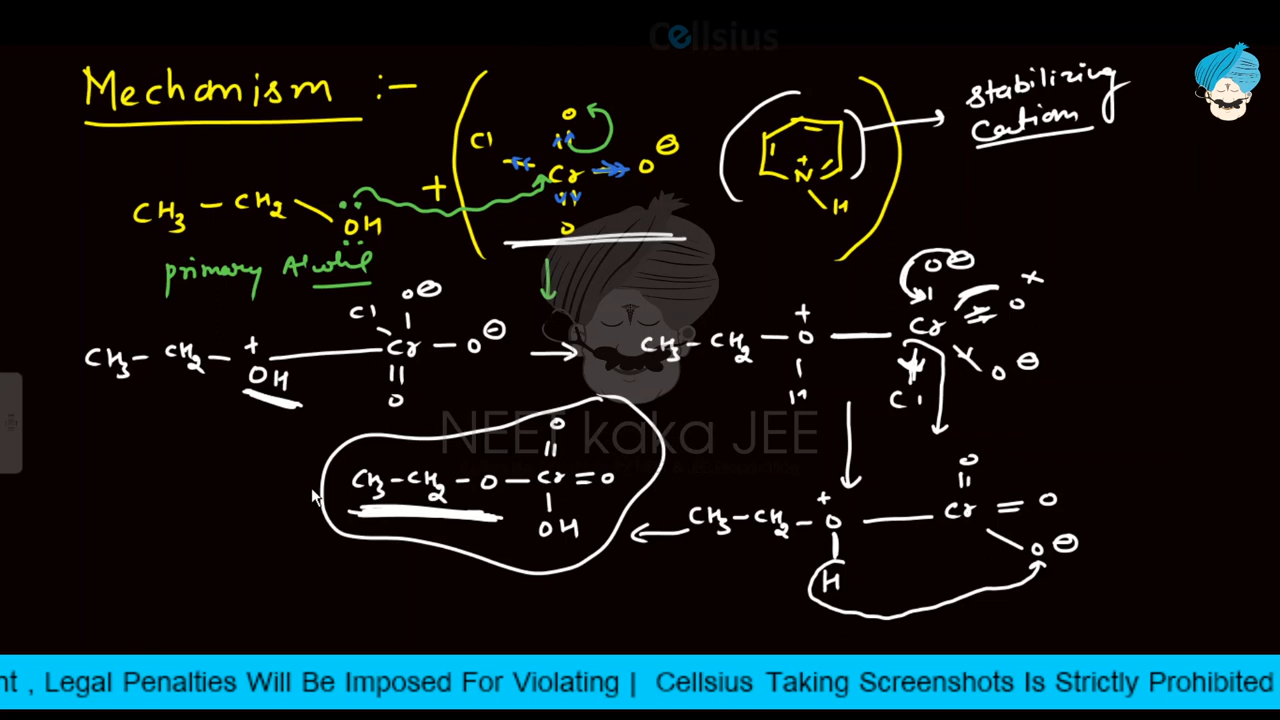 Cellsius
Mechanism :-
stabilizing
Cation
Cl O
Cr O ⊖
O
+
N
H
CH3 - CH2 OH +
primary Alcohol
CH3 - CH2 - OH + Cl Cr O ⊖ O ⊖ O
CH3 - CH2 - O + H Cr O ⊖ O x O ⊖ Cl
NEET kaka JEE
CH3 - CH2 - O - Cr = O
O
OH
CH3 - CH2 - O + H Cr = O O O ⊖
nt , Legal Penalties Will Be Imposed For Violating | Cellsius Taking Screenshots Is Strictly Prohibited